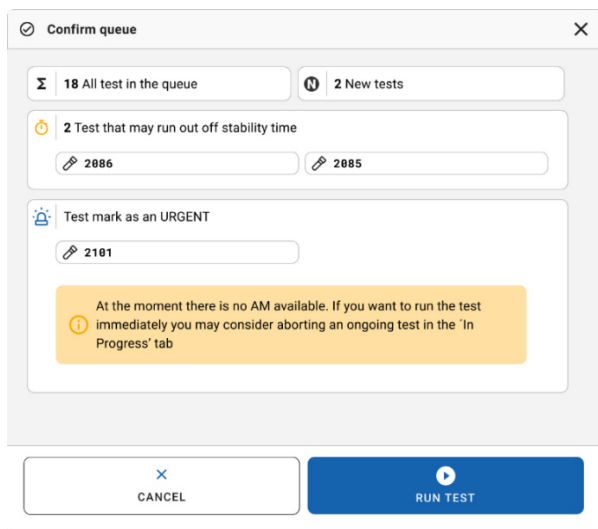 Confirm queue
Σ 18 All test in the queue
N 2 New tests
2 Test that may run out off stability time
2086
2085
Test mark as an URGENT
2101
At the moment there is no AM available. If you want to run the test
immediately you may consider aborting an ongoing test in the ´In
Progress’ tab
CANCEL
RUN TEST